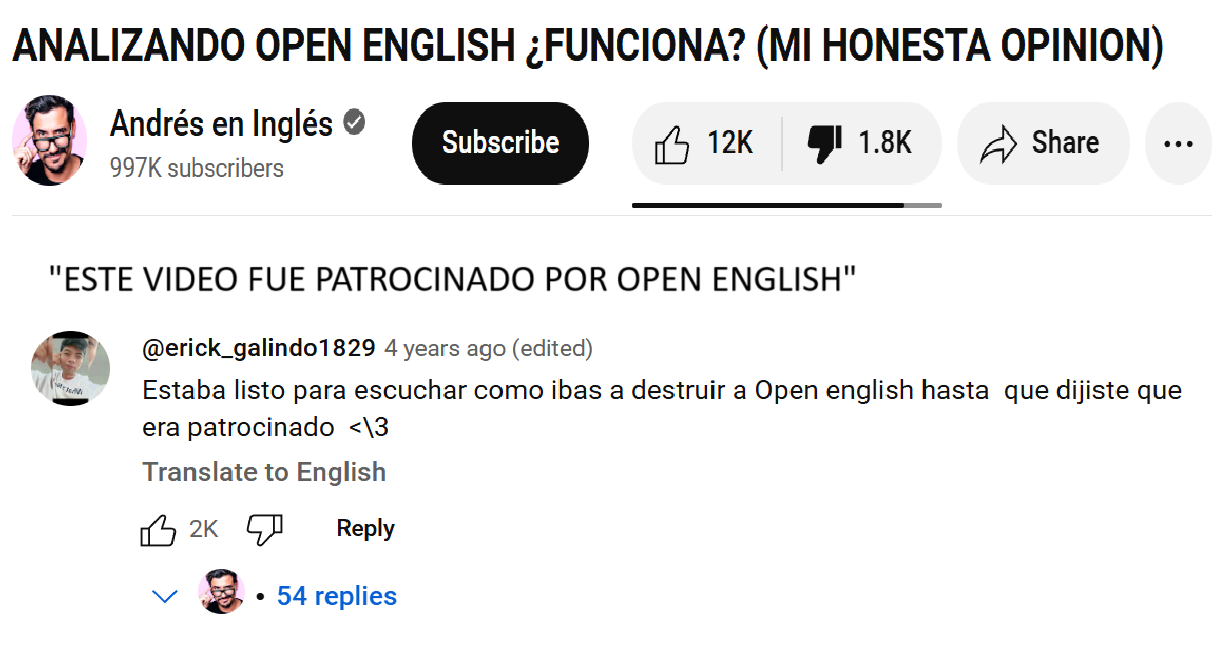 ANALIZANDO OPEN ENGLISH ¿FUNCIONA? (MI HONESTA OPINION)
Andrés en Inglés
997K subscribers
Subscribe
12K
1.8K
Share
"ESTE VIDEO FUE PATROCINADO POR OPEN ENGLISH"
@erick_galindo1829 4 years ago (edited)
Estaba listo para escuchar como ibas a destruir a Open english hasta  que dijiste que
era patrocinado  <\3
Translate to English
2K
Reply
• 54 replies